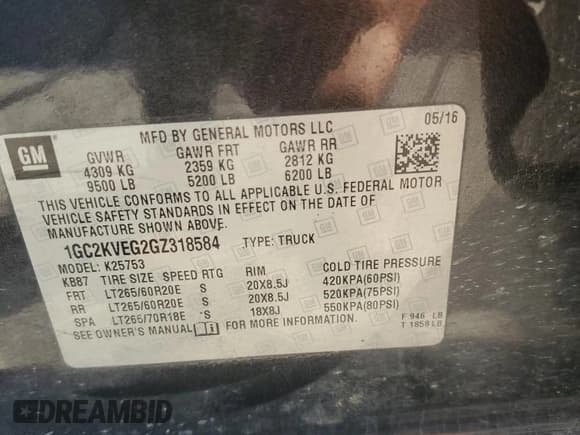 GM
MFD BY GENERAL MOTORS LLC
05/16
GVWR GAWR FRT GAWR RR
4309 KG 2359 KG 2812 KG
9500 LB 5200 LB 6200 LB
THIS VEHICLE CONFORMS TO ALL APPLICABLE U.S. FEDERAL MOTOR
VEHICLE SAFETY STANDARDS IN EFFECT ON THE DATE OF
MANUFACTURE SHOWN ABOVE.
1GC2KVEG2GZ318584 TYPE: TRUCK
MODEL: K25753
KB87 TIRE SIZE SPEED RTG RIM COLD TIRE PRESSURE
FRT LT265/60R20E S 20X8.5J 420KPA(60PSI)
RR LT265/60R20E S 20X8.5J 520KPA(75PSI)
SPA LT265/70R18E S 18X8J 550KPA(80PSI)
SEE OWNER'S MANUAL FOR MORE INFORMATION.
F 946 LB
T 1858 LB
DREAMBID